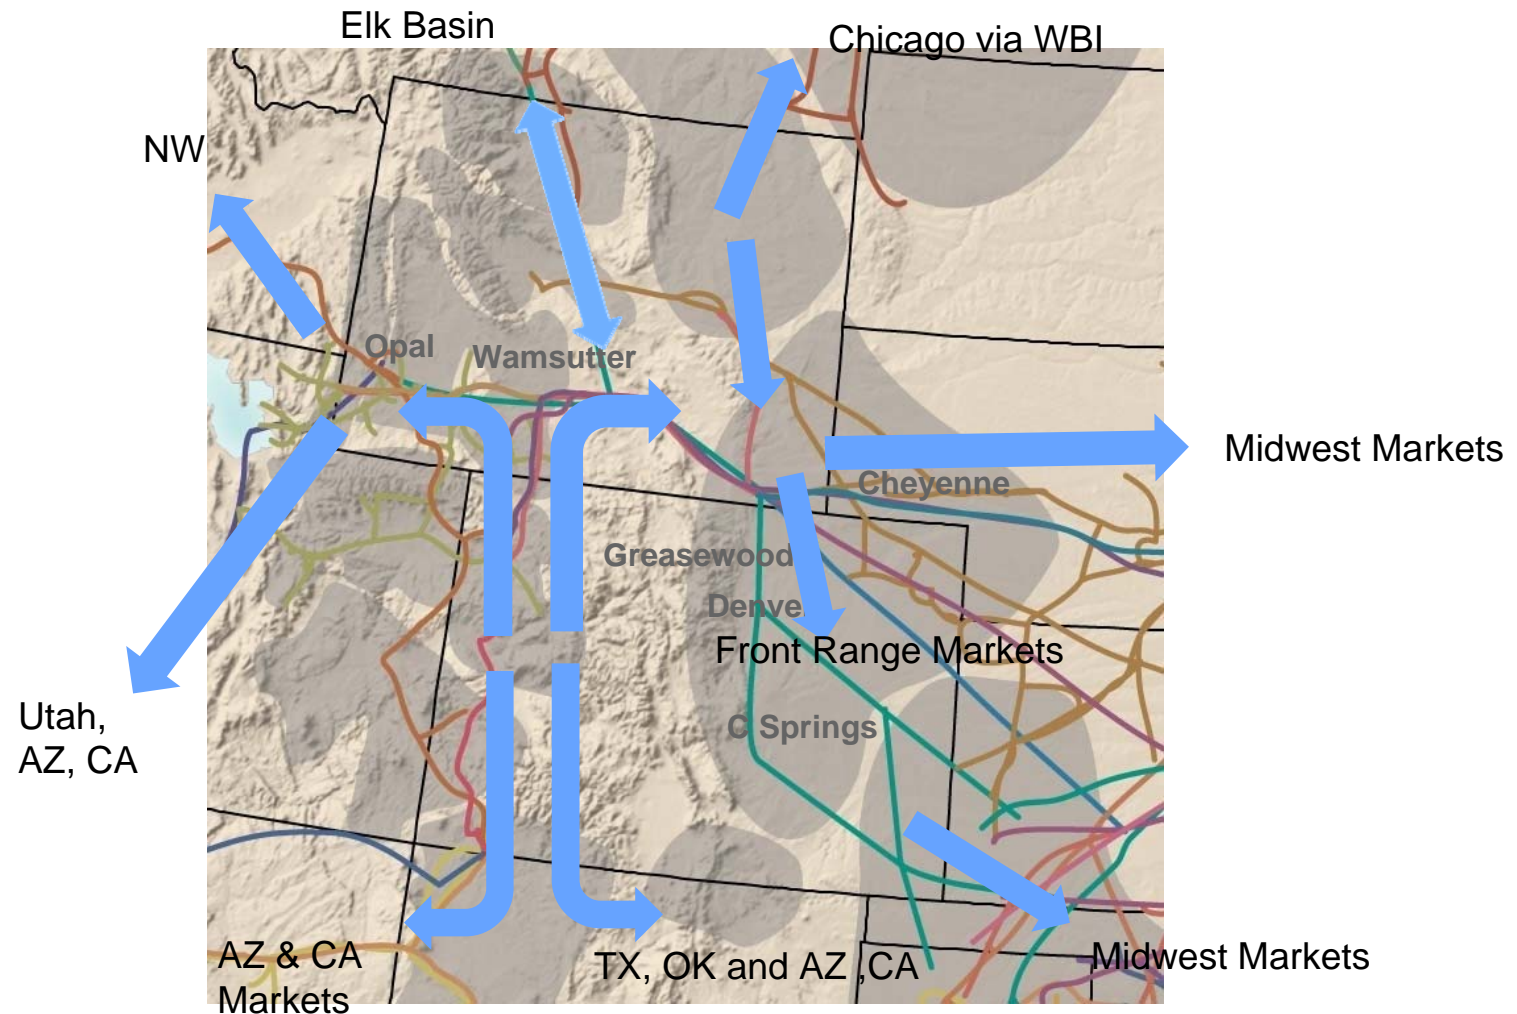 Elk Basin
Chicago via WBI
NW
Opal
Wamsutter
Midwest Markets
Cheyenne
Greasewood
Denve
Front Range Markets
Utah,
AZ, CA
C Springs
AZ & CA
Markets
TX, OK and AZ ,CA
Midwest Markets